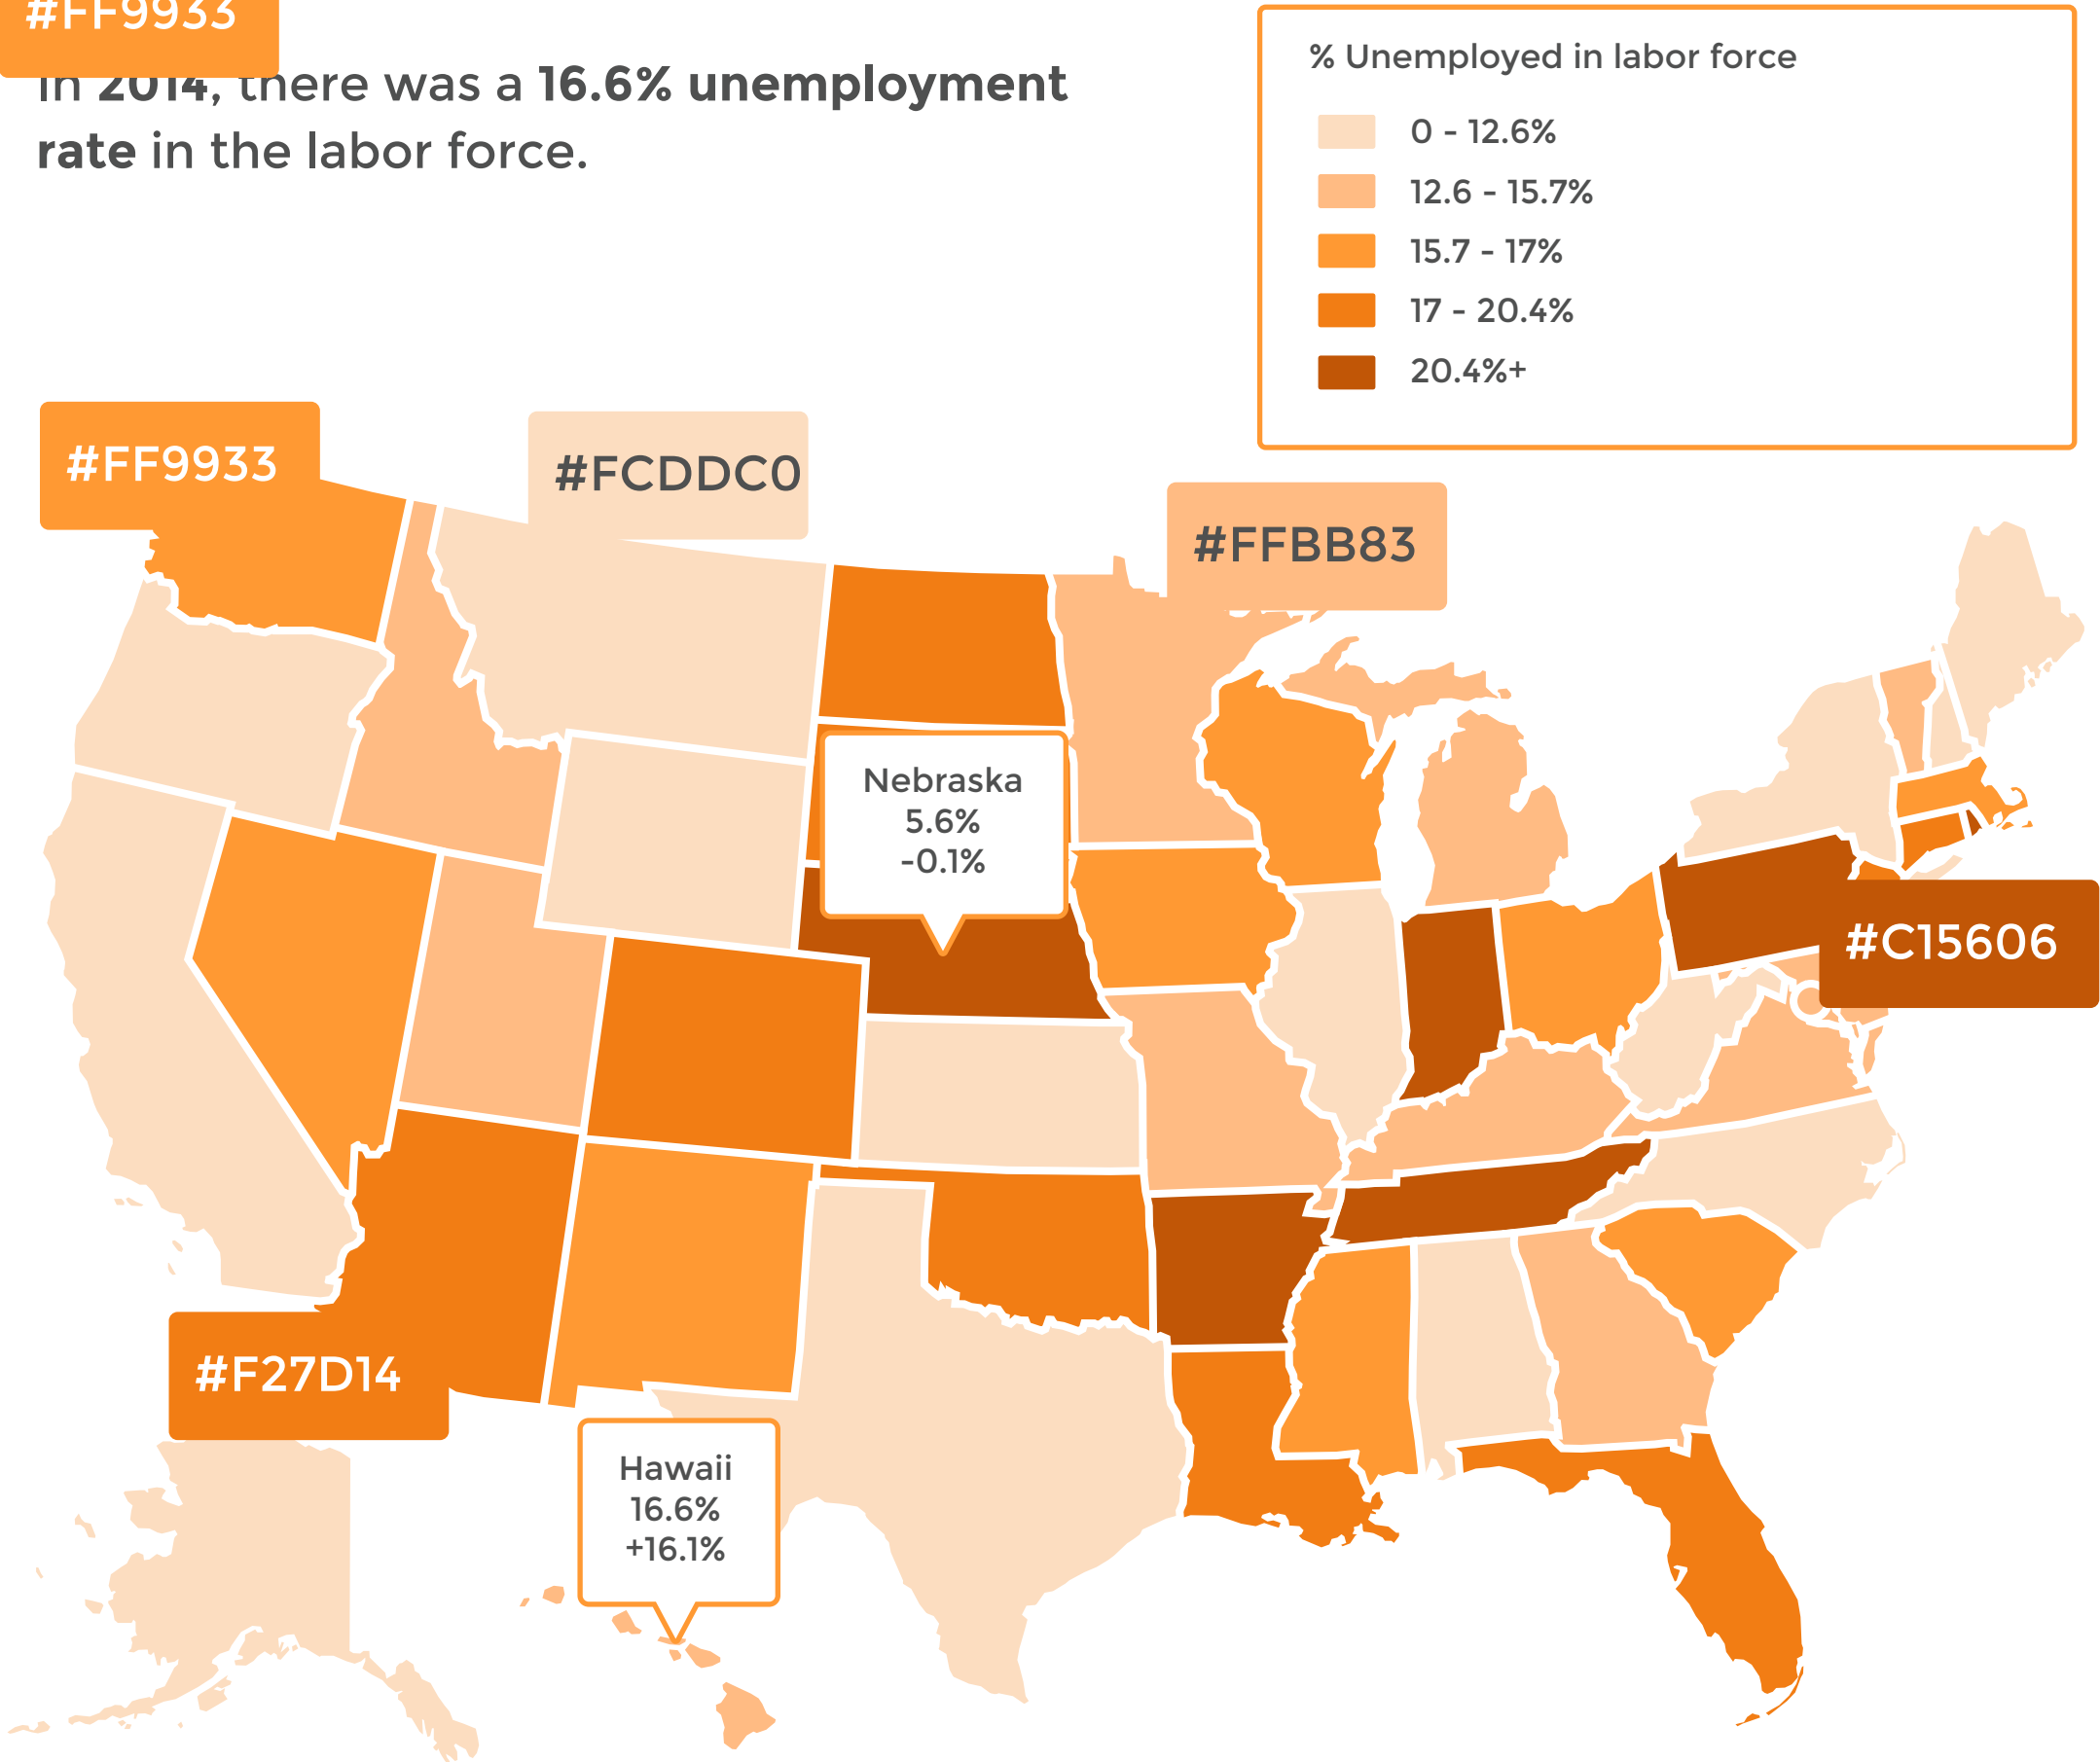 #FF9933
In 2014, there was a 16.6% unemployment
rate in the labor force.
% Unemployed in labor force
0 - 12.6%
12.6 - 15.7%
15.7 - 17%
17 - 20.4%
20.4%+
#FF9933
#FCDDC0
#FFBB83
Nebraska
5.6%
-0.1%
#C15606
#F27D14
Hawaii
16.6%
+16.1%